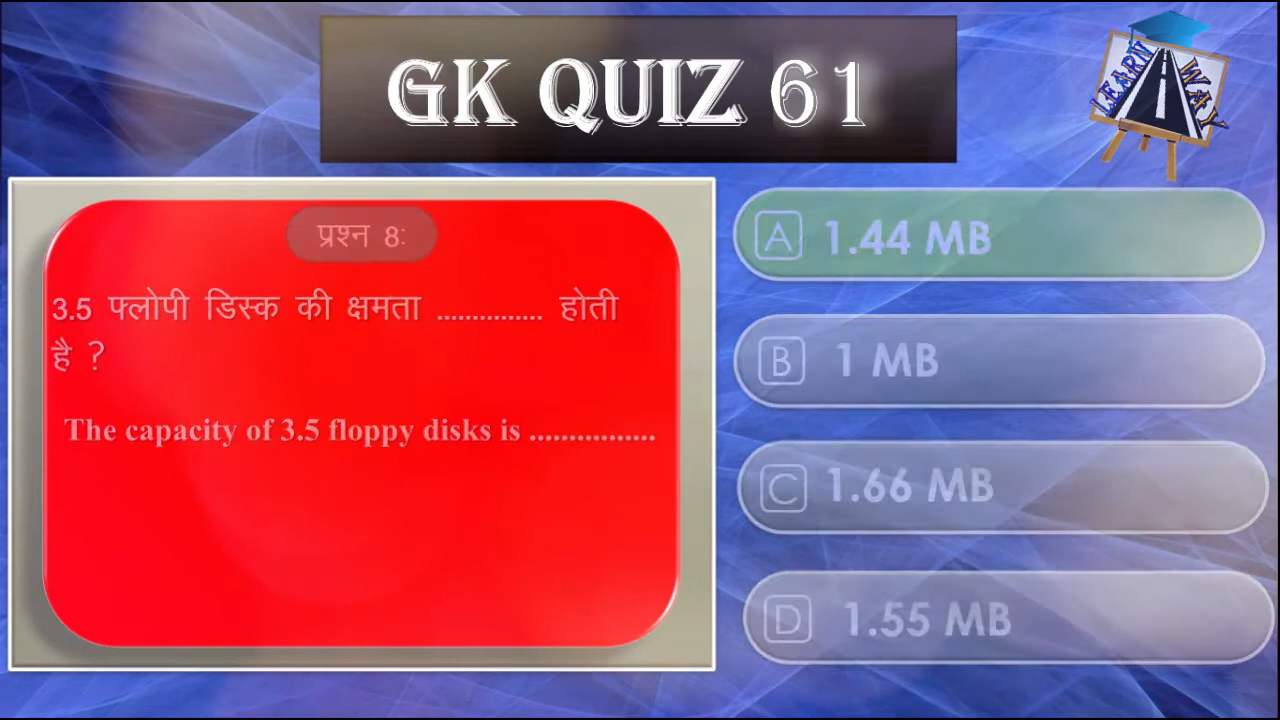 GK QUIZ 61
LEARN WAY
प्रश्न 8:
3.5 फ्लोपी डिस्क की क्षमता ............... होती
है ?
The capacity of 3.5 floppy disks is ................
A 1.44 MB
B 1 MB
C 1.66 MB
D 1.55 MB